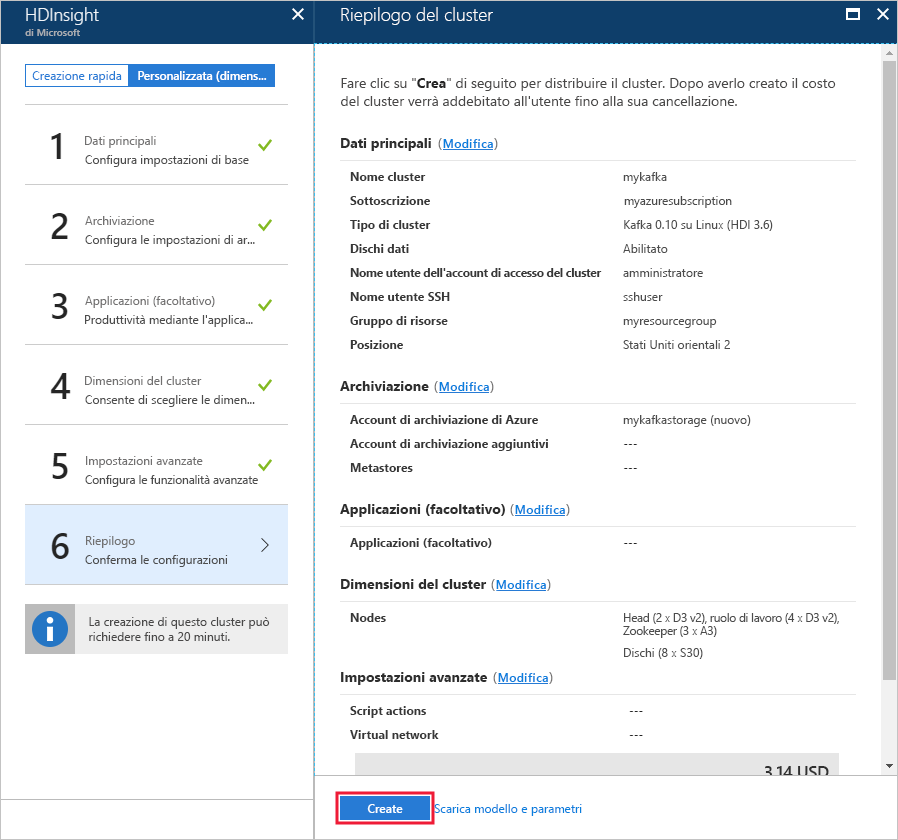 HDInsight
di Microsoft
Creazione rapida
Personalizzata (dimens...
1
Dati principali
Configura impostazioni di base
2
Archiviazione
Configura le impostazioni di ar...
3
Applicazioni (facoltativo)
Produttività mediante l'applica...
4
Dimensioni del cluster
Consente di scegliere le dimen...
5
Impostazioni avanzate
Configura le funzionalità avanzate
6
Riepilogo
Conferma le configurazioni
La creazione di questo cluster può
richiedere fino a 20 minuti.
Riepilogo del cluster
Fare clic su "Crea" di seguito per distribuire il cluster. Dopo averlo creato il costo
del cluster verrà addebitato all'utente fino alla sua cancellazione.
Dati principali (Modifica)
Nome cluster mykafka
Sottoscrizione myazuresubscription
Tipo di cluster Kafka 0.10 su Linux (HDI 3.6)
Dischi dati Abilitato
Nome utente dell'account di accesso del cluster amministratore
Nome utente SSH sshuser
Gruppo di risorse myresourcegroup
Posizione Stati Uniti orientali 2
Archiviazione (Modifica)
Account di archiviazione di Azure mykafkastorage (nuovo)
Account di archiviazione aggiuntivi ---
Metastores ---
Applicazioni (facoltativo) (Modifica)
Applicazioni (facoltativo) ---
Dimensioni del cluster (Modifica)
Nodes Head (2 x D3 v2), ruolo di lavoro (4 x D3 v2),
Zookeeper (3 x A3)
Dischi (8 x S30)
Impostazioni avanzate (Modifica)
Script actions ---
Virtual network ---
3.14 USD
Create
Scarica modello e parametri